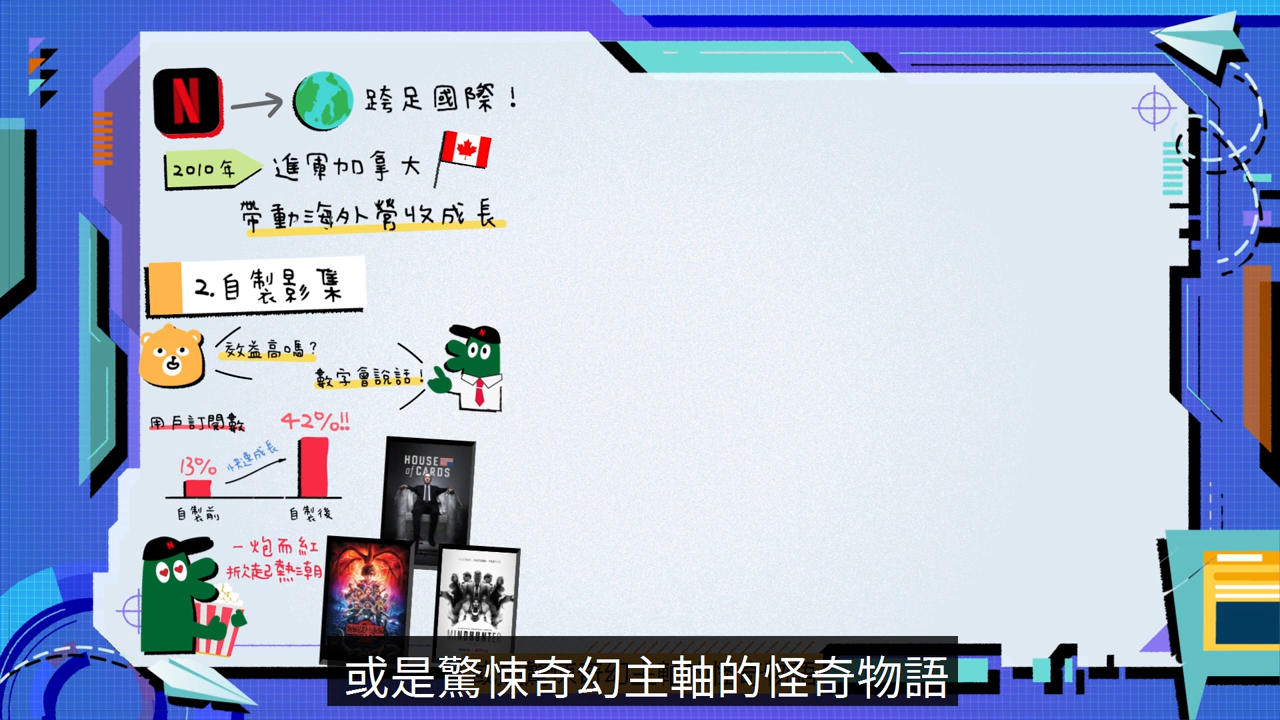 N
跨足國際!
2010年 進軍加拿大
帶動海外營收成長
2.自製影集
效益高嗎?
數字會說話!
用戶訂閱數
42%!!
13%
快速成長
自製前
自製後
HOUSE
of CARDS
一炮而紅
掀起熱潮
MINDHUNTER
或是驚悚奇幻主軸的怪奇物語